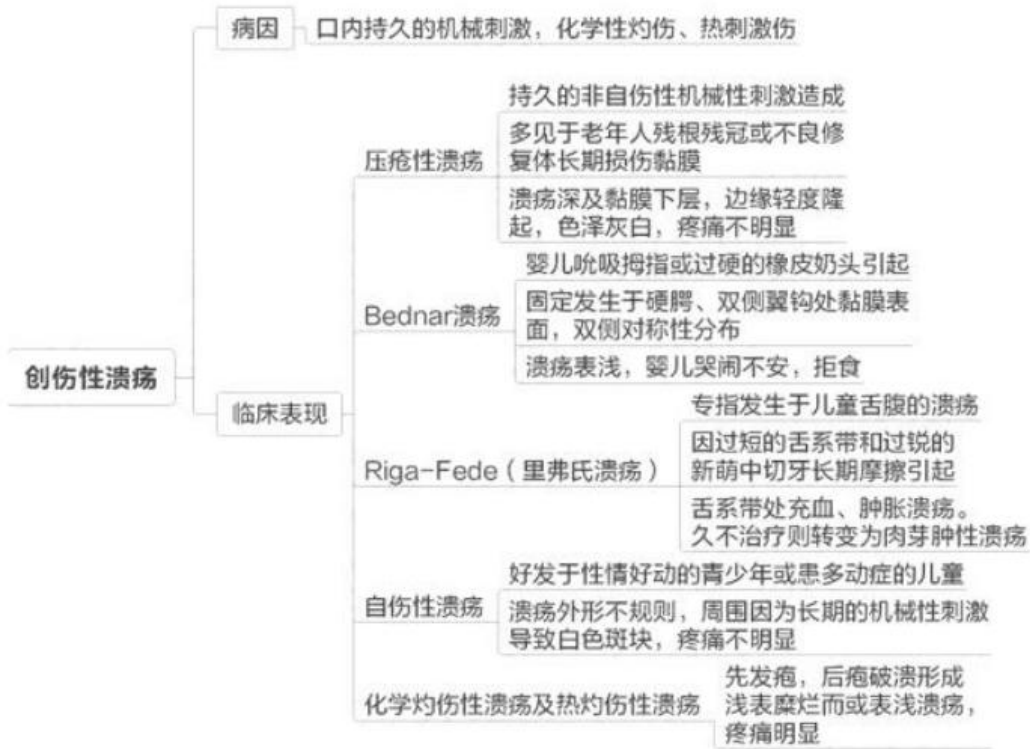 病因
口内持久的机械刺激，化学性灼伤、热刺激伤
持久的非自伤性机械性刺激造成
压疮性溃疡
多见于老年人残根残冠或不良修
复体长期损伤黏膜
溃疡深及黏膜下层，边缘轻度隆
起，色泽灰白，疼痛不明显
婴儿吮吸拇指或过硬的橡皮奶头引起
Bednar溃疡
固定发生于硬腭、双侧翼钩处黏膜表
面，双侧对称性分布
溃疡表浅，婴儿哭闹不安，拒食
创伤性溃疡
临床表现
专指发生于儿童舌腹的溃疡
Riga-Fede（里弗氏溃疡）
因过短的舌系带和过锐的
新萌中切牙长期摩擦引起
舌系带处充血、肿胀溃疡。
久不治疗则转变为肉芽肿性溃疡
好发于性情好动的青少年或患多动症的儿童
自伤性溃疡
溃疡外形不规则，周围因为长期的机械性刺激
导致白色斑块，疼痛不明显
化学灼伤性溃疡及热灼伤性溃疡
先发疱，后疱破溃形成
浅表糜烂而或表浅溃疡，
疼痛明显